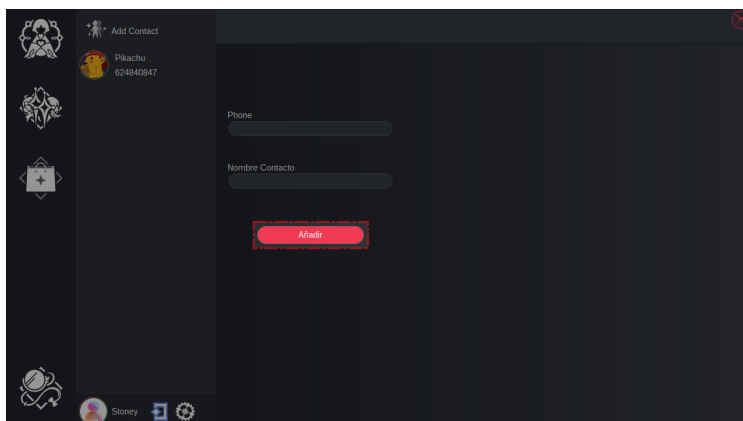 Add Contact
Pikachu
624840847
Phone
Nombre Contacto
Añadir
Stoney